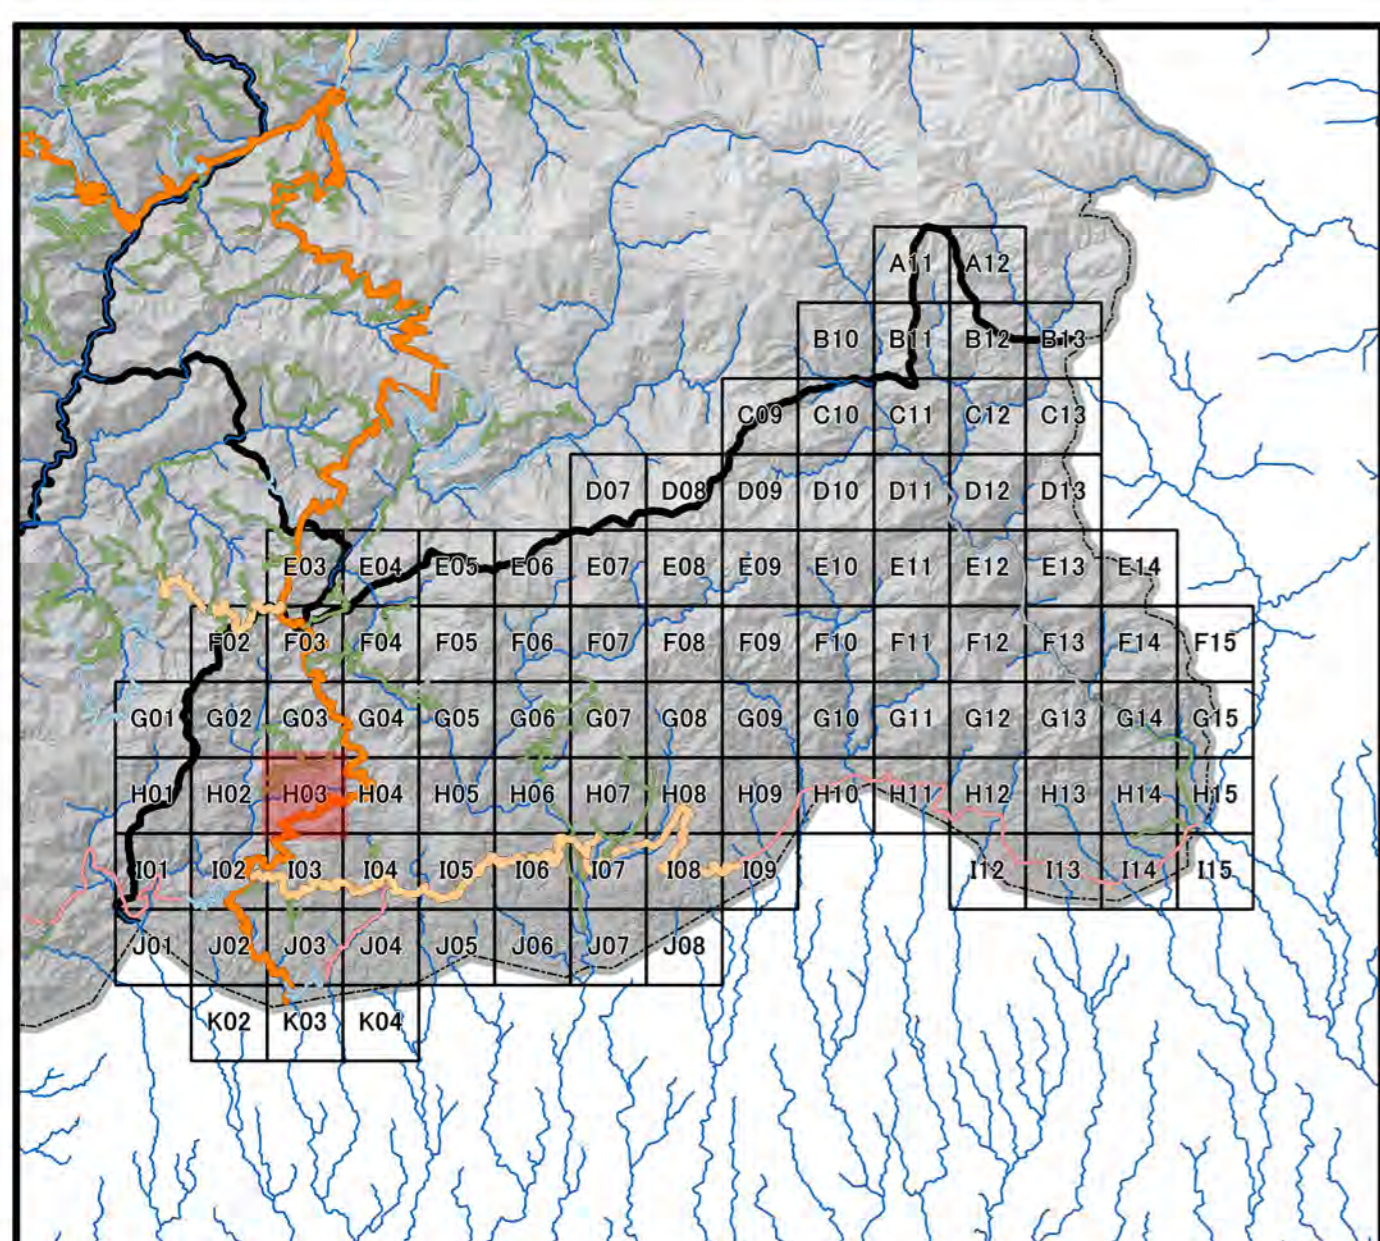 A11 A12
B10 B11 B12 B13
C09 C10 C11 C12 C13
D07 D08 D09 D10 D11 D12 D13
E03 E04 E05 E06 E07 E08 E09 E10 E11 E12 E13 E14
F02 F03 F04 F05 F06 F07 F08 F09 F10 F11 F12 F13 F14 F15
G01 G02 G03 G04 G05 G06 G07 G08 G09 G10 G11 G12 G13 G14 G15
H01 H02 H03 H04 H05 H06 H07 H08 H09 H10 H11 H12 H13 H14 H15
I01 I02 I03 I04 I05 I06 I07 I08 I09 I12 I13 I14 I15
J01 J02 J03 J04 J05 J06 J07 J08
K02 K03 K04